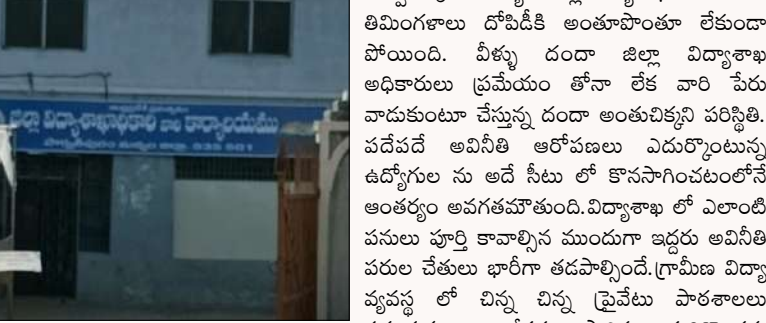 జిల్లా విద్యాశాఖాధికారి వారి కార్యాలయము
తిమింగళాలు దోపిడీకి అంతూపొంతూ లేకుండా
పోయింది. వీళ్ళు దందా జిల్లా విద్యాశాఖ
అధికారులు ప్రమేయం తోనా లేక వారి పేరు
వాడుకుంటూ చేస్తున్న దందా అంతుచిక్కని పరిస్థితి.
పదేపదే అవినీతి ఆరోపణలు ఎదుర్కొంటున్న
ఉద్యోగుల ను అదే సీటు లో కొనసాగించటంలోనే
ఆంతర్యం అవగతమౌతుంది.విద్యాశాఖ లో ఎలాంటి
పనులు పూర్తి కావాల్సిన ముందుగా ఇద్దరు అవినీతి
పరుల చేతులు భారీగా తడపాల్సిందే.గ్రామీణ విద్యా
వ్యవస్థ లో చిన్న చిన్న ప్రైవేటు పాఠశాలలు